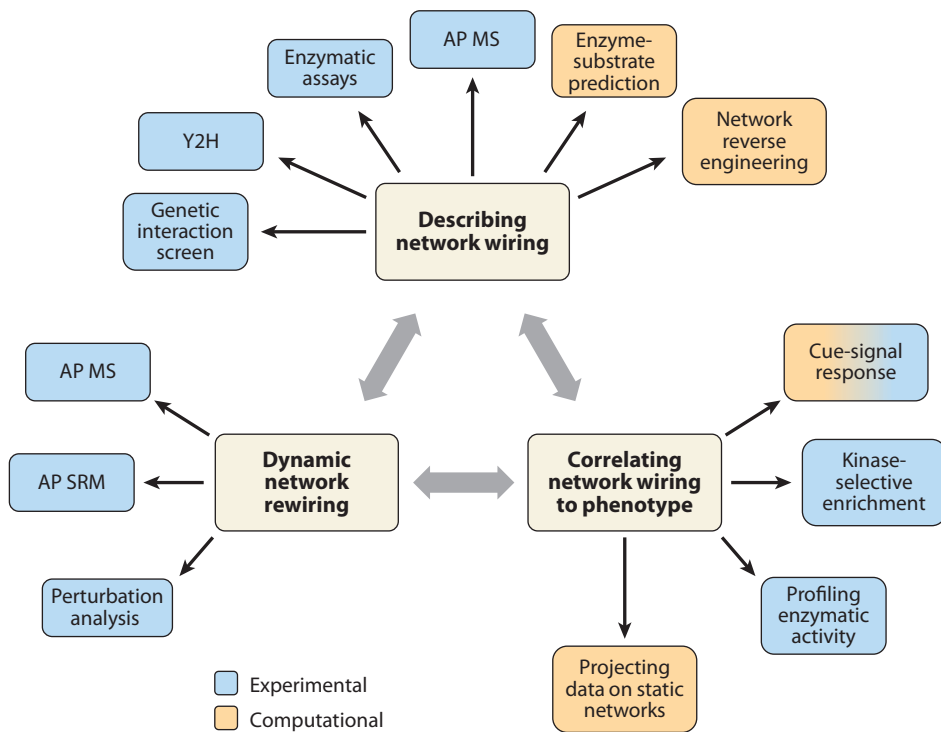 AP MS
Enzymatic
assays
Enzyme-
substrate
prediction
Y2H
Network
reverse
engineering
Genetic
interaction
screen
Describing
network wiring
AP MS
Cue-signal
response
AP SRM
Dynamic
network
rewiring
Correlating
network wiring
to phenotype
Kinase-
selective
enrichment
Perturbation
analysis
Profiling
enzymatic
activity
Projecting
data on static
networks
Experimental
Computational